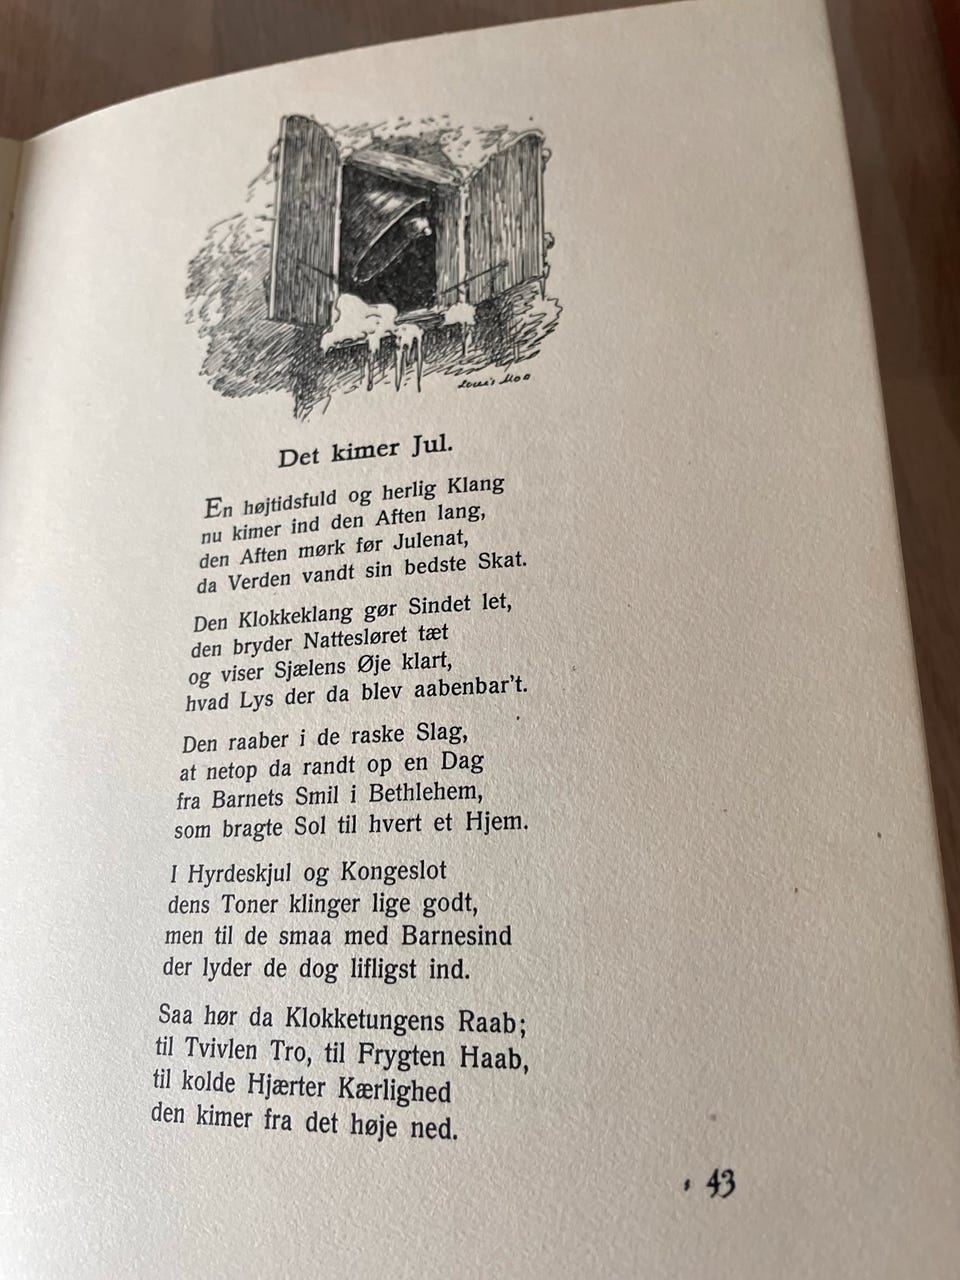 Louis Moe
Det kimer Jul.
En højtidsfuld og herlig Klang
nu kimer ind den Aften lang,
den Aften mørk før Julenat,
da Verden vandt sin bedste Skat.
Den Klokkeklang gør Sindet let,
den bryder Nattesløret tæt
og viser Sjælens Øje klart,
hvad Lys der da blev aabenbar't.
Den raaber i de raske Slag,
at netop da randt op en Dag
fra Barnets Smil i Bethlehem,
som bragte Sol til hvert et Hjem.
I Hyrdeskjul og Kongeslot
dens Toner klinger lige godt,
men til de smaa med Barnesind
der lyder de dog lifligst ind.
Saa hør da Klokketungens Raab;
til Tvivlen Tro, til Frygten Haab,
til kolde Hjærter Kærlighed
den kimer fra det høje ned.
43